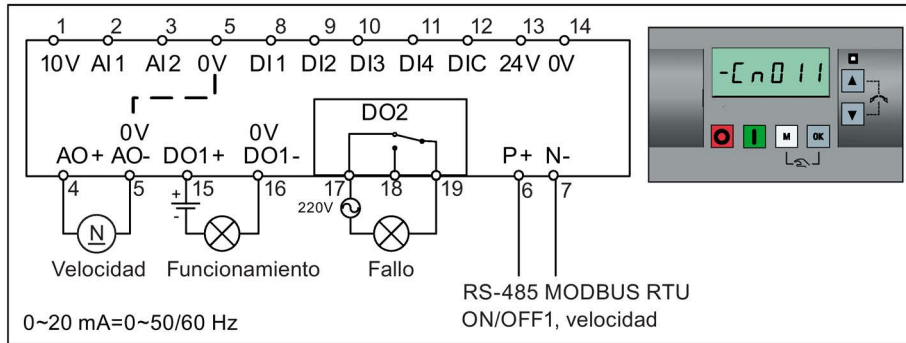 1 2 3 5 8 9 10 11 12 13 14
10V AI1 AI2 0V DI1 DI2 DI3 DI4 DIC 24V 0V
-Cn011
DO2
0V 0V
AO+ AO- DO1+ DO1- P+ N-
M OK
4 5 15 16 17 18 19 6 7
+
-
220V
N
Velocidad Funcionamiento Fallo
RS-485 MODBUS RTU
ON/OFF1, velocidad
0~20 mA=0~50/60 Hz